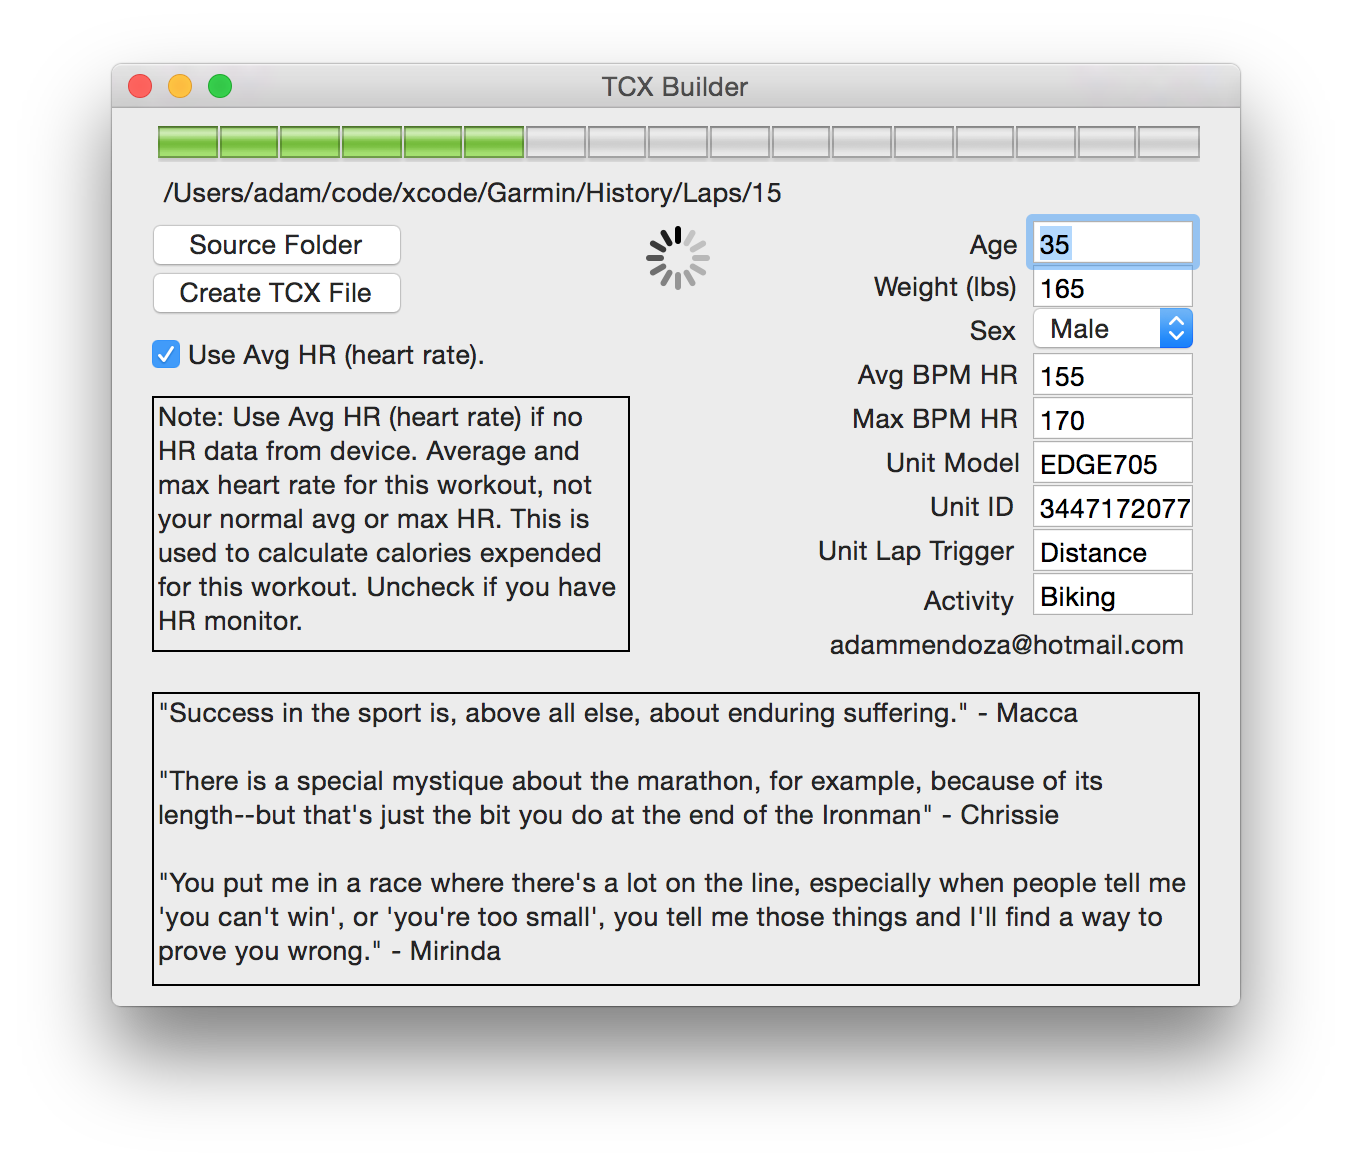 TCX Builder
/Users/adam/code/xcode/Garmin/History/Laps/15
Source Folder
Create TCX File
Use Avg HR (heart rate).
Note: Use Avg HR (heart rate) if no
HR data from device. Average and
max heart rate for this workout, not
your normal avg or max HR. This is
used to calculate calories expended
for this workout. Uncheck if you have
HR monitor.
Age 35
Weight (lbs) 165
Sex Male
Avg BPM HR 155
Max BPM HR 170
Unit Model EDGE705
Unit ID 3447172077
Unit Lap Trigger Distance
Activity Biking
adammendoza@hotmail.com
"Success in the sport is, above all else, about enduring suffering." - Macca
"There is a special mystique about the marathon, for example, because of its
length--but that's just the bit you do at the end of the Ironman" - Chrissie
"You put me in a race where there's a lot on the line, especially when people tell me
'you can't win', or 'you're too small', you tell me those things and I'll find a way to
prove you wrong." - Mirinda